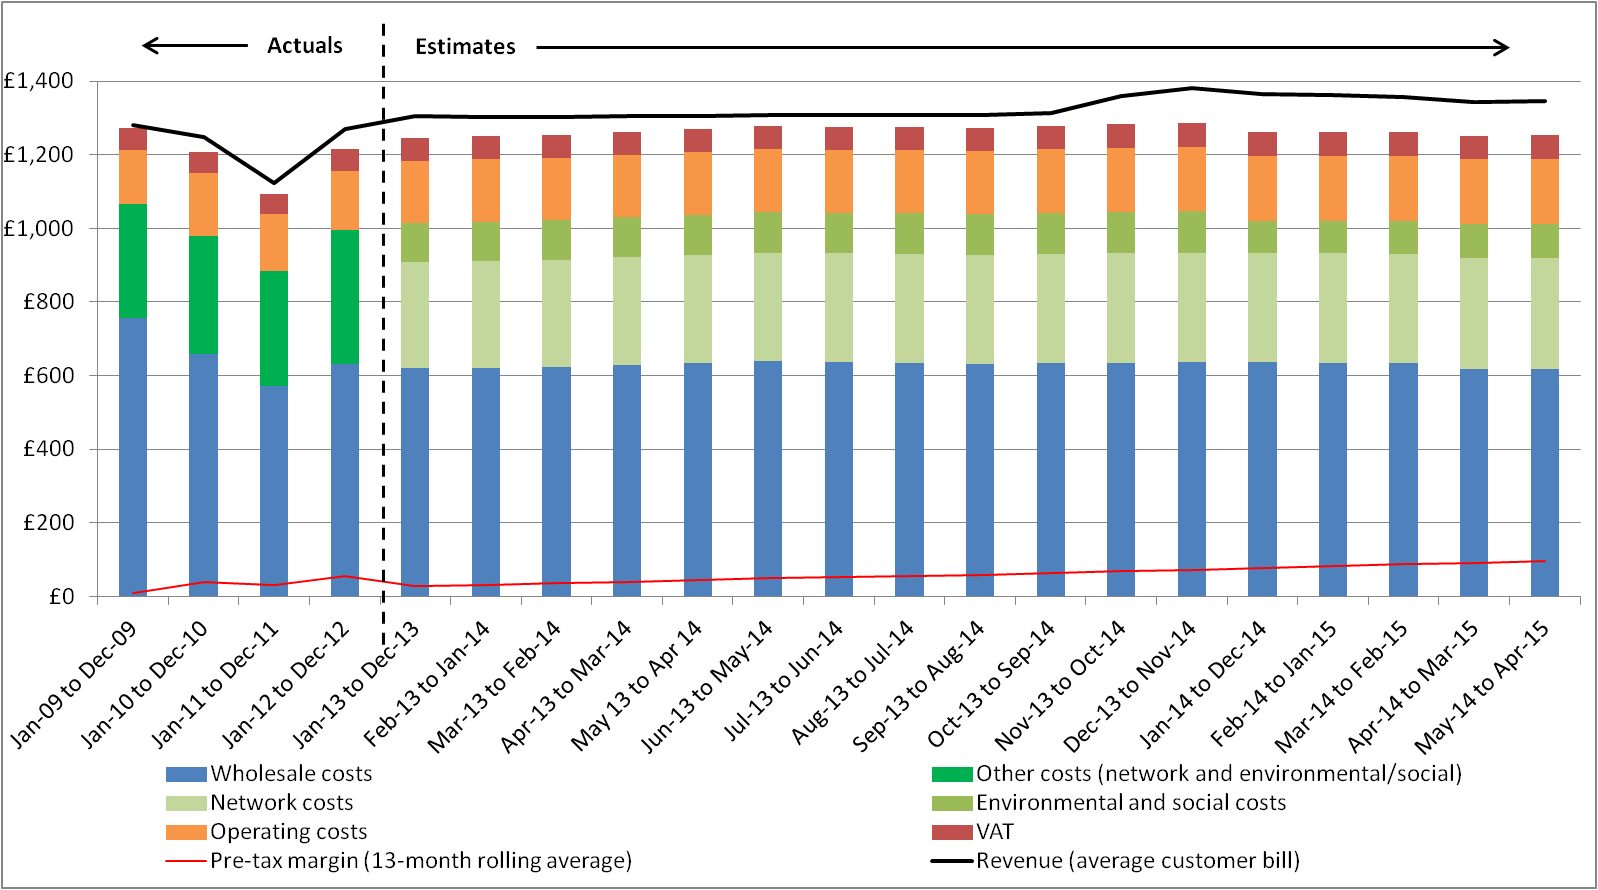 Actuals
Estimates
£1,400
£1,200
£1,000
£800
£600
£400
£200
£0
Jan-09 to Dec-09
Jan-10 to Dec-10
Jan-11 to Dec-11
Jan-12 to Dec-12
Jan-13 to Dec-13
Feb-13 to Jan-14
Mar-13 to Feb-14
Apr-13 to Mar-14
May 13 to Apr 14
Jun-13 to May-14
Jul-13 to Jun-14
Aug-13 to Jul-14
Sep-13 to Aug-14
Oct-13 to Sep-14
Nov-13 to Oct-14
Dec-13 to Nov-14
Jan-14 to Dec-14
Feb-14 to Jan-15
Mar-14 to Feb-15
Apr-14 to Mar-15
May-14 to Apr-15
Wholesale costs
Other costs (network and environmental/social)
Network costs
Environmental and social costs
Operating costs
VAT
Pre-tax margin (13-month rolling average)
Revenue (average customer bill)